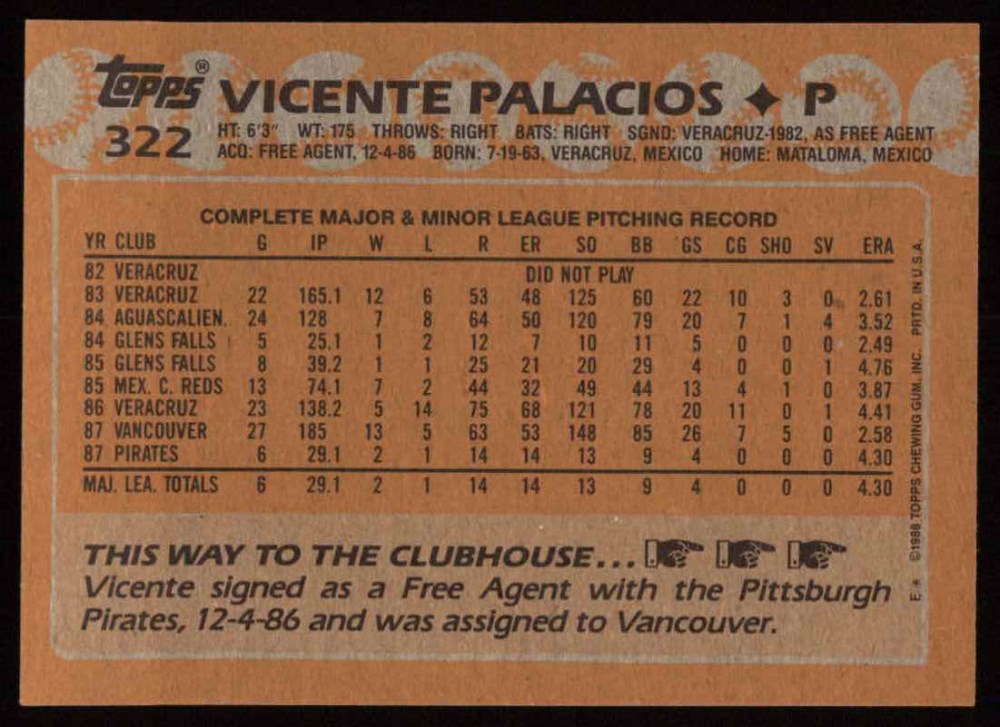 topps® VICENTE PALACIOS ✦ P
322 HT: 6'3" WT: 175 THROWS: RIGHT BATS: RIGHT SGND: VERACRUZ-1982, AS FREE AGENT
ACQ: FREE AGENT, 12-4-86 BORN: 7-19-63, VERACRUZ, MEXICO HOME: MATALOMA, MEXICO
COMPLETE MAJOR & MINOR LEAGUE PITCHING RECORD
YR CLUB G IP W L R ER SO BB GS CG SHO SV ERA
82 VERACRUZ DID NOT PLAY
83 VERACRUZ 22 165.1 12 6 53 48 125 60 22 10 3 0 2.61
84 AGUASCALIEN. 24 128 7 8 64 50 120 79 20 7 1 4 3.52
84 GLENS FALLS 5 25.1 1 2 12 7 10 11 5 0 0 0 2.49
85 GLENS FALLS 8 39.2 1 1 25 21 20 29 4 0 0 1 4.76
85 MEX. C. REDS 13 74.1 7 2 44 32 49 44 13 4 1 0 3.87
86 VERACRUZ 23 138.2 5 14 75 68 121 78 20 11 0 1 4.41
87 VANCOUVER 27 185 13 5 63 53 148 85 26 7 5 0 2.58
87 PIRATES 6 29.1 2 1 14 14 13 9 4 0 0 0 4.30
MAJ. LEA. TOTALS 6 29.1 2 1 14 14 13 9 4 0 0 0 4.30
THIS WAY TO THE CLUBHOUSE...
Vicente signed as a Free Agent with the Pittsburgh
Pirates, 12-4-86 and was assigned to Vancouver.
E.* ©1988 TOPPS CHEWING GUM, INC. PRTD. IN U.S.A.